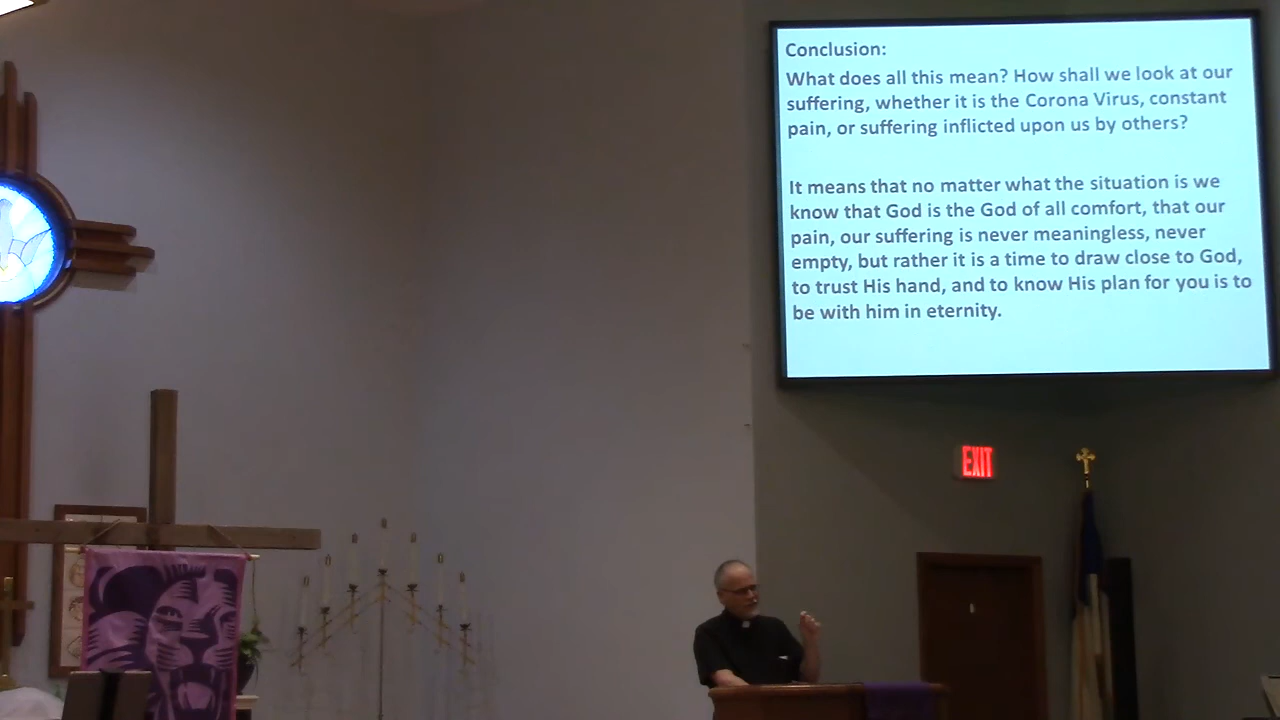 Conclusion:
What does all this mean? How shall we look at our
suffering, whether it is the Corona Virus, constant
pain, or suffering inflicted upon us by others?
It means that no matter what the situation is we
know that God is the God of all comfort, that our
pain, our suffering is never meaningless, never
empty, but rather it is a time to draw close to God,
to trust His hand, and to know His plan for you is to
be with him in eternity.
EXIT